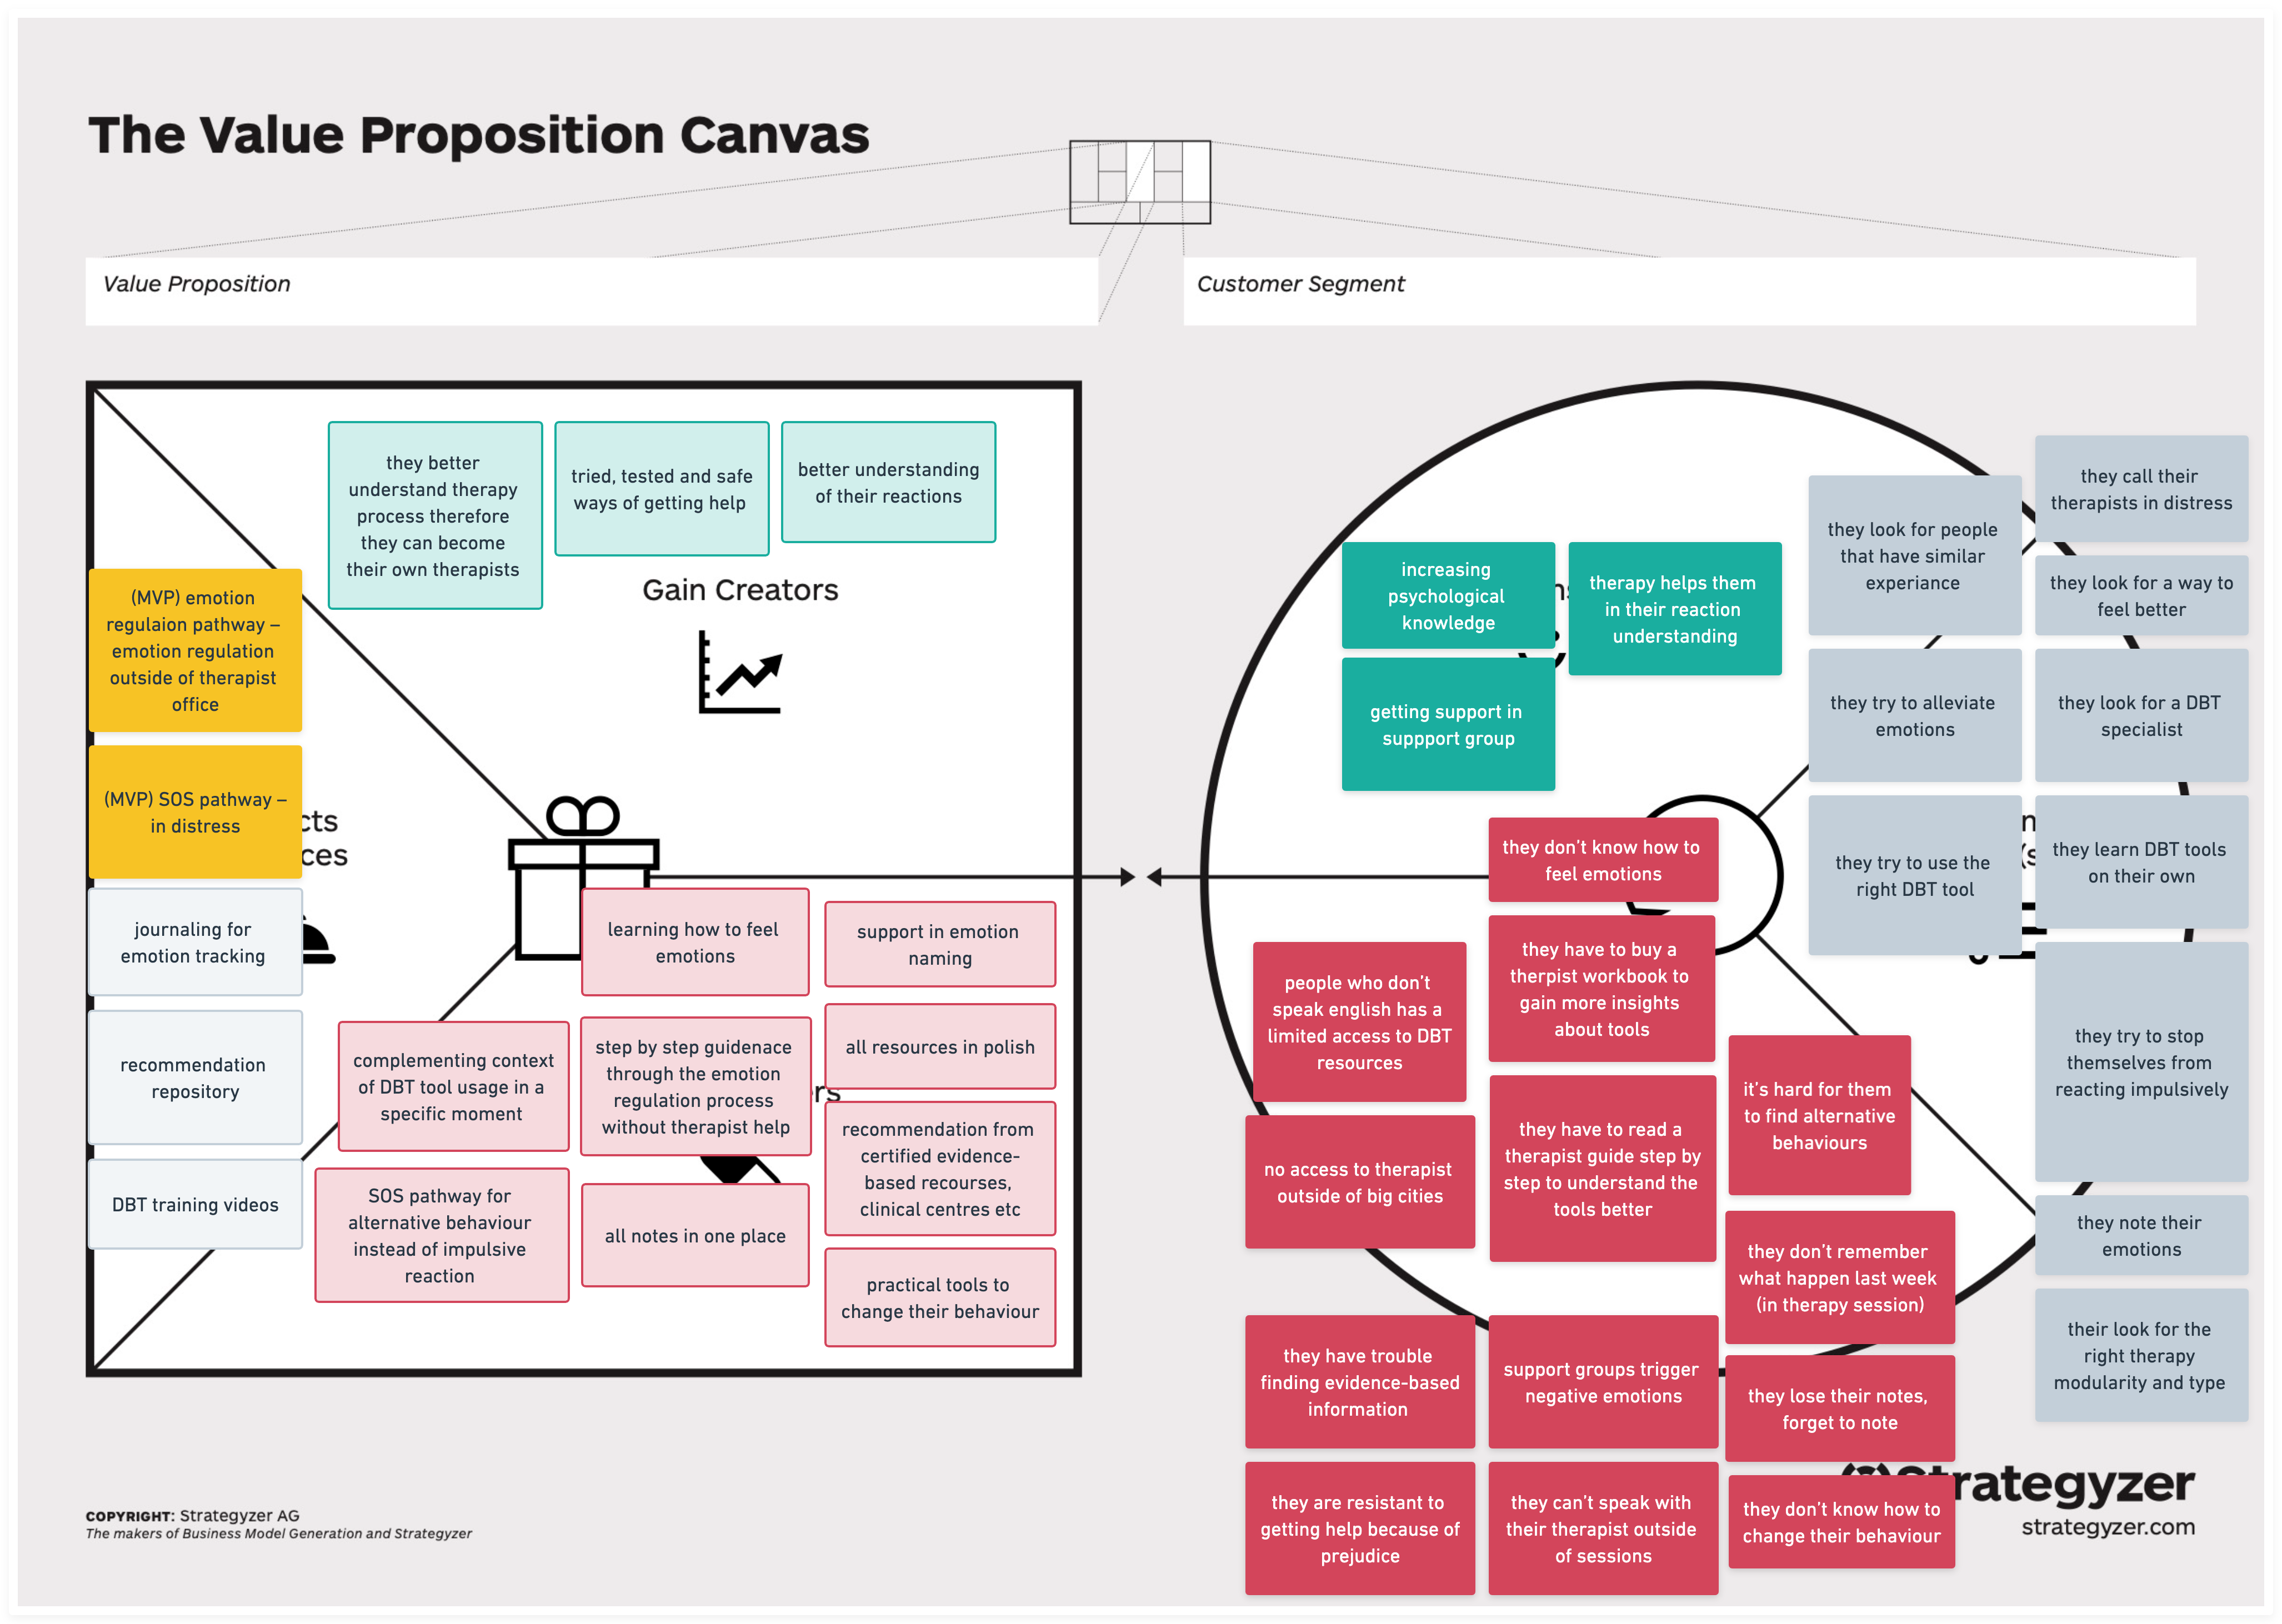 The Value Proposition Canvas
Value Proposition
Customer Segment
they better
understand therapy
process therefore
they can become
their own therapists
tried, tested and safe
ways of getting help
better understanding
of their reactions
Gain Creators
(MVP) emotion
regulaion pathway –
emotion regulation
outside of therapist
office
(MVP) SOS pathway –
in distress
cts
ces
journaling for
emotion tracking
recommendation
repository
DBT training videos
learning how to feel
emotions
support in emotion
naming
complementing context
of DBT tool usage in a
specific moment
step by step guidenace
through the emotion
regulation process
without therapist help
all resources in polish
rs
recommendation from
certified evidence-
based recourses,
clinical centres etc
SOS pathway for
alternative behaviour
instead of impulsive
reaction
all notes in one place
practical tools to
change their behaviour
increasing
psychological
knowledge
therapy helps them
in their reaction
understanding
getting support in
suppport group
they look for people
that have similar
experiance
they call their
therapists in distress
they look for a way to
feel better
they try to alleviate
emotions
they look for a DBT
specialist
they try to use the
right DBT tool
they learn DBT tools
on their own
they try to stop
themselves from
reacting impulsively
they note their
emotions
their look for the
right therapy
modularity and type
they don't know how to
feel emotions
people who don't
speak english has a
limited access to DBT
resources
they have to buy a
therpist workbook to
gain more insights
about tools
it's hard for them
to find alternative
behaviours
no access to therapist
outside of big cities
they have to read a
therapist guide step by
step to understand the
tools better
they don't remember
what happen last week
(in therapy session)
they have trouble
finding evidence-based
information
support groups trigger
negative emotions
they lose their notes,
forget to note
they are resistant to
getting help because of
prejudice
they can't speak with
their therapist outside
of sessions
they don't know how to
change their behaviour
COPYRIGHT: Strategyzer AG
The makers of Business Model Generation and Strategyzer
Strategyzer
strategyzer.com